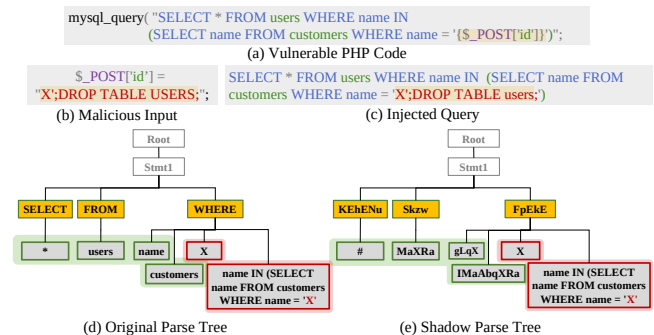 mysql_query( "SELECT * FROM users WHERE name IN
(SELECT name FROM customers WHERE name = '{$_POST['id']}')";
(a) Vulnerable PHP Code
$_POST['id'] =
"X';DROP TABLE USERS;";
(b) Malicious Input
SELECT * FROM users WHERE name IN (SELECT name FROM
customers WHERE name = 'X';DROP TABLE users;')
(c) Injected Query
Root
Stmt1
SELECT FROM WHERE
* users name X
customers
name IN (SELECT
name FROM customers
WHERE name = 'X'
(d) Original Parse Tree
Root
Stmt1
KEhENu Skzw FpEkE
# MaXRa gLqX X
IMaAbqXRa
name IN (SELECT
name FROM customers
WHERE name = 'X'
(e) Shadow Parse Tree